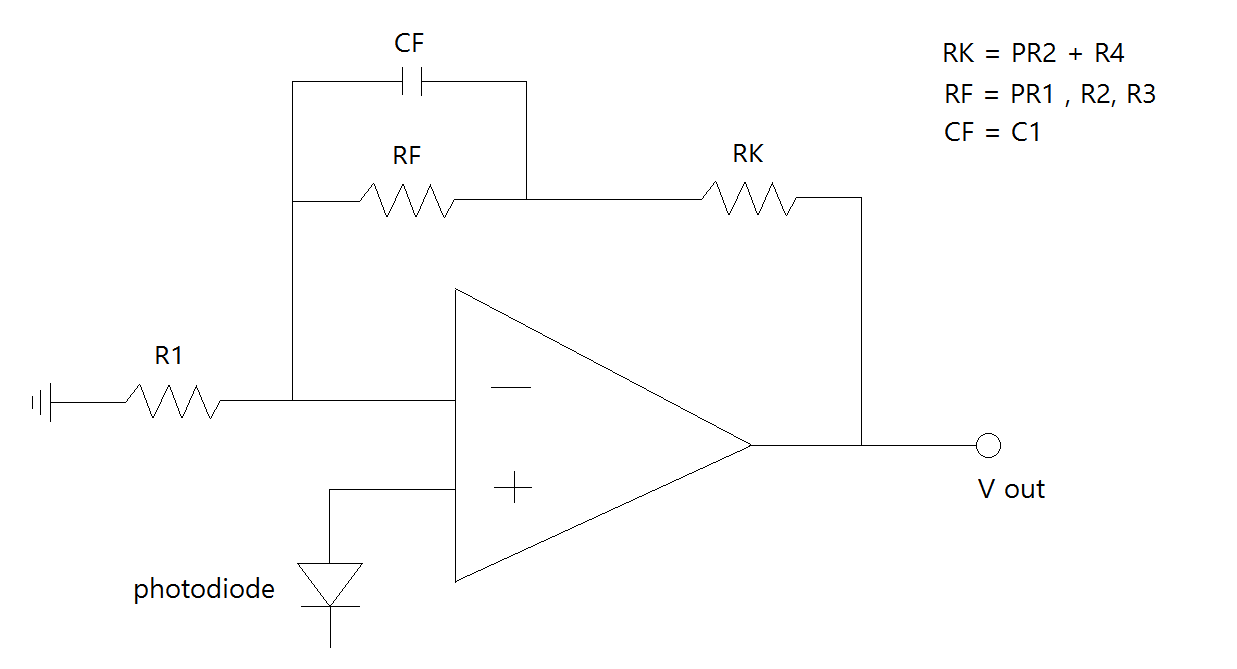 CF
RK = PR2 + R4
RF = PR1 , R2, R3
CF = C1
RF
RK
R1
V out
photodiode